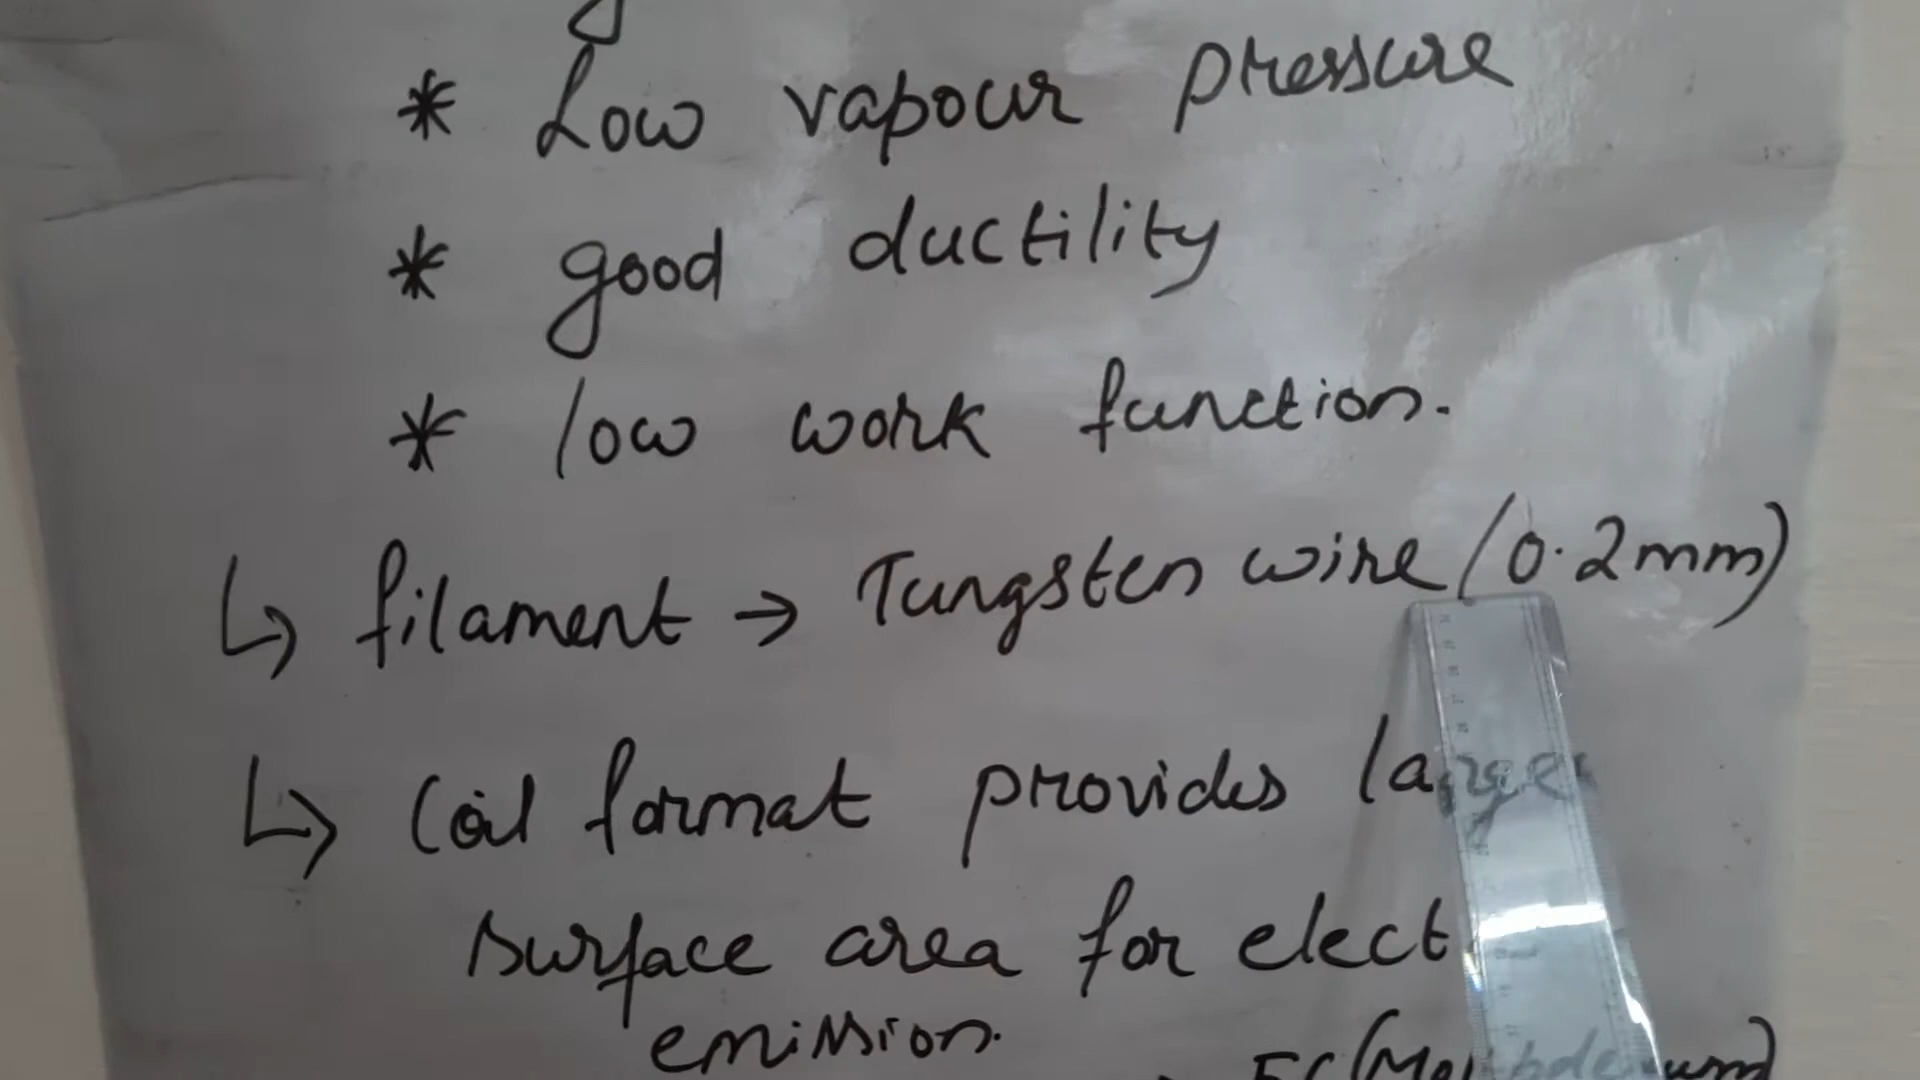 * Low vapour pressure
* good ductility
* low work function.
↳ filament → Tungsten wire (0.2mm)
↳ Coil format provides larger
surface area for elect
emission.